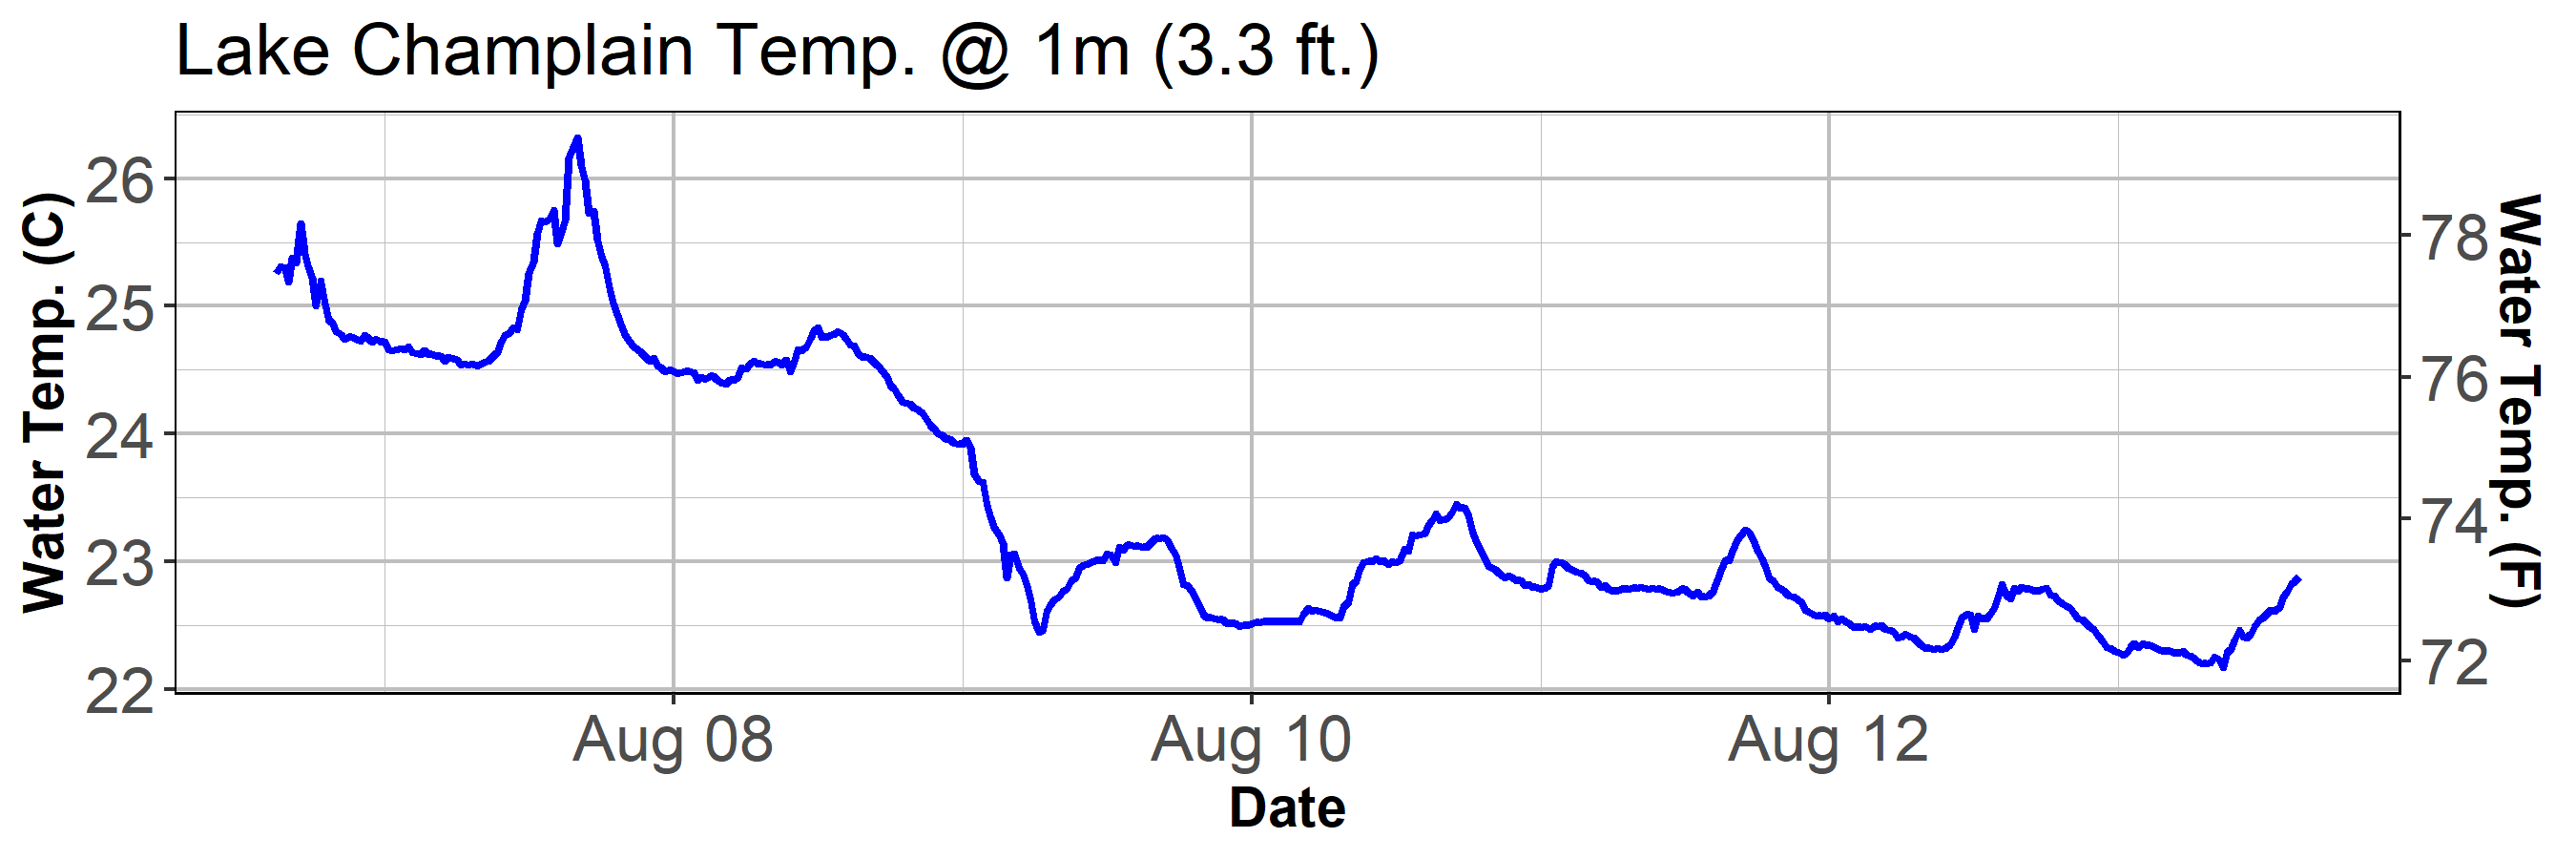 Lake Champlain Temp. @ 1m (3.3 ft.)
Water Temp. (C)
26
25
24
23
22
78
76
74
72
Water Temp. (F)
Aug 08
Aug 10
Aug 12
Date